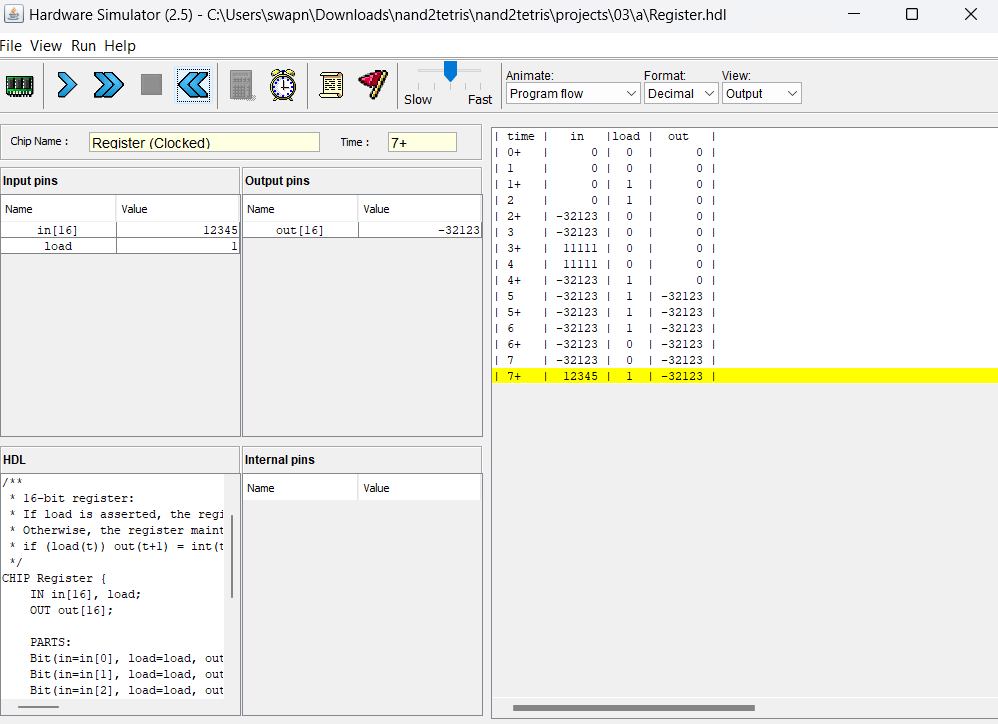 Hardware Simulator (2.5) - C:\Users\swapn\Downloads\nand2tetris\nand2tetris\projects\03\a\Register.hdl
File View Run Help
Slow Fast
Animate: Format: View:
Program flow Decimal Output
Chip Name : Register (Clocked) Time : 7+
Input pins
Name Value
in[16] 12345
load 1
Output pins
Name Value
out[16] -32123
HDL
/**
* 16-bit register:
* If load is asserted, the regi
* Otherwise, the register maint
* if (load(t)) out(t+1) = int(t
*/
CHIP Register {
IN in[16], load;
OUT out[16];
PARTS:
Bit(in=in[0], load=load, out
Bit(in=in[1], load=load, out
Bit(in=in[2], load=load, out
Internal pins
Name Value
| time | in |load | out |
| 0+ | 0 | 0 | 0 |
| 1 | 0 | 0 | 0 |
| 1+ | 0 | 1 | 0 |
| 2 | 0 | 1 | 0 |
| 2+ | -32123 | 0 | 0 |
| 3 | -32123 | 0 | 0 |
| 3+ | 11111 | 0 | 0 |
| 4 | 11111 | 0 | 0 |
| 4+ | -32123 | 1 | 0 |
| 5 | -32123 | 1 | -32123 |
| 5+ | -32123 | 1 | -32123 |
| 6 | -32123 | 1 | -32123 |
| 6+ | -32123 | 0 | -32123 |
| 7 | -32123 | 0 | -32123 |
| 7+ | 12345 | 1 | -32123 |